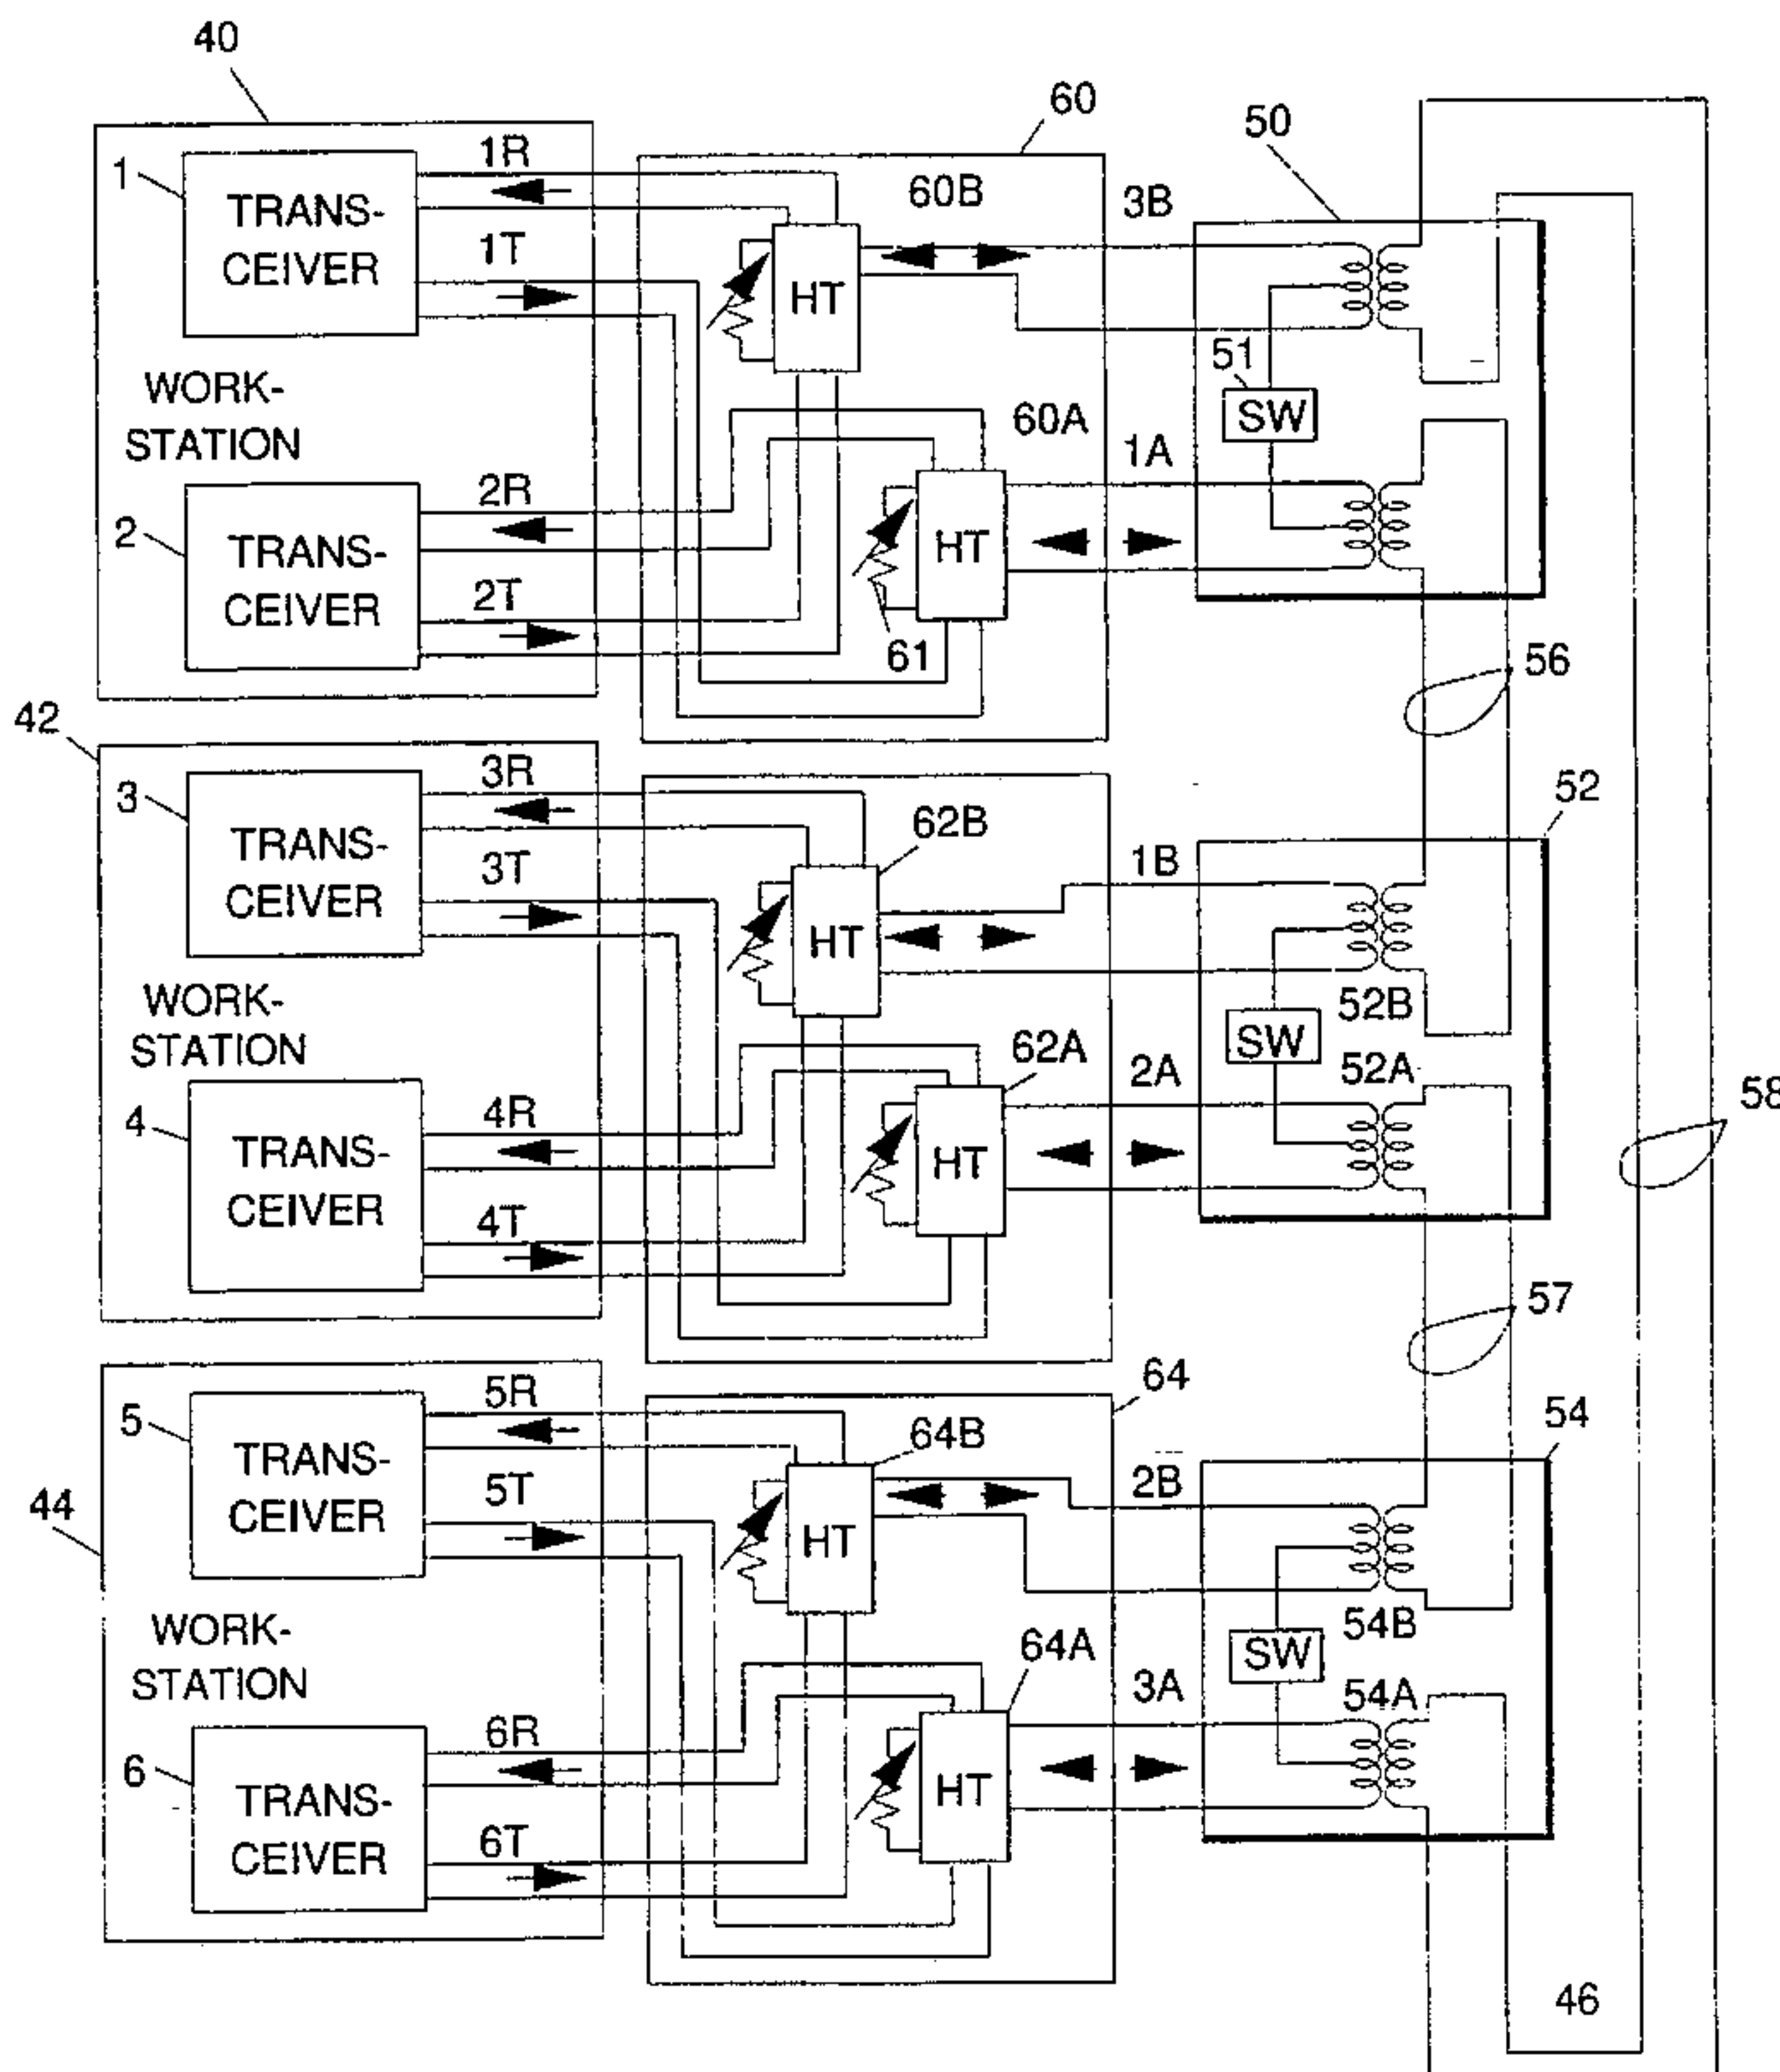 40
60
50
1
TRANS-
CEIVER
1R
1T
60B
3B
HT
51
SW
WORK-
STATION
60A
1A
2
TRANS-
CEIVER
2R
2T
HT
61
56
42
3
TRANS-
CEIVER
3R
3T
62B
1B
52
HT
WORK-
STATION
52B
SW
62A
2A
52A
58
4
TRANS-
CEIVER
4R
4T
HT
57
64
44
5
TRANS-
CEIVER
5R
5T
64B
2B
54
HT
WORK-
STATION
54B
SW
64A
3A
54A
6
TRANS-
CEIVER
6R
6T
HT
46